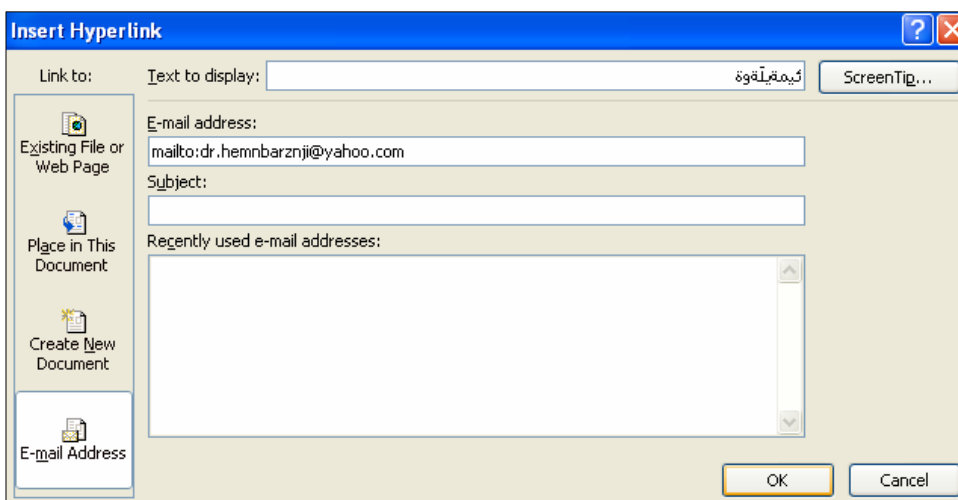 Insert Hyperlink
Link to:
Text to display: ئيمةيلَةوة
ScreenTip...
Existing File or
Web Page
Place in This
Document
Create New
Document
E-mail Address
E-mail address:
mailto:dr.hemnbarznji@yahoo.com
Subject:
Recently used e-mail addresses:
OK
Cancel